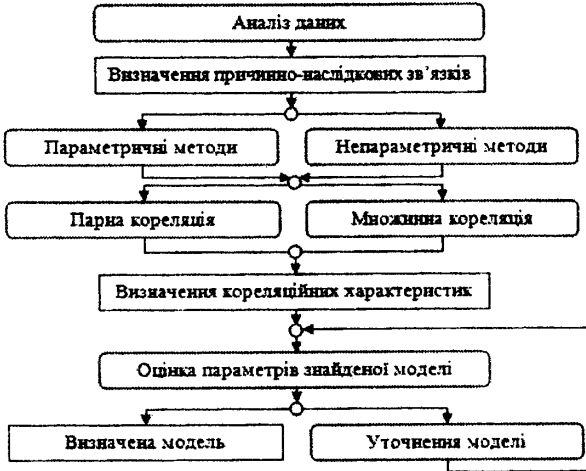 Аналіз даних
Визначення причинно-наслідкових зв’язків
Параметричні методи
Непараметричні методи
Парна кореляція
Множинна кореляція
Визначення кореляційних характеристик
Оцінка параметрів знайденої моделі
Визначена модель
Уточнення моделі